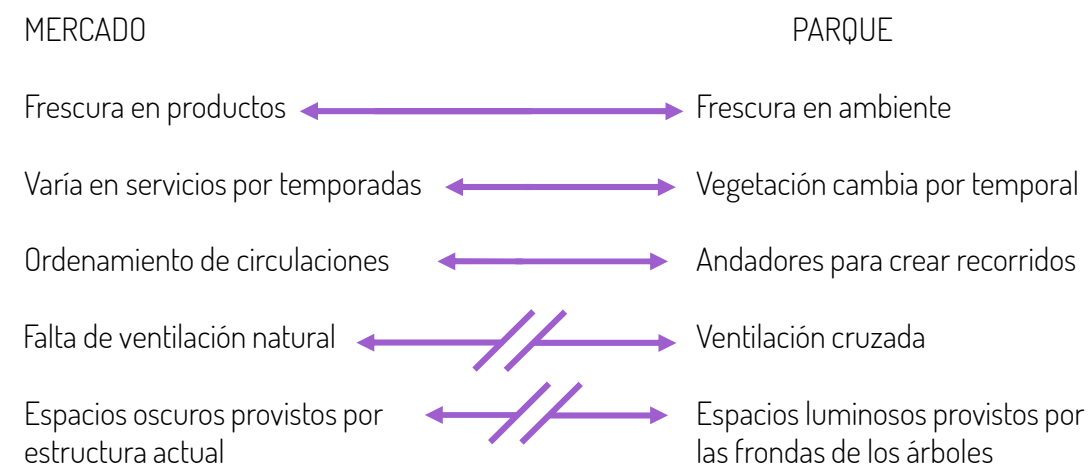 MERCADO PARQUE
Frescura en productos Frescura en ambiente
Varía en servicios por temporadas Vegetación cambia por temporal
Ordenamiento de circulaciones Andadores para crear recorridos
Falta de ventilación natural Ventilación cruzada
Espacios oscuros provistos por Espacios luminosos provistos por
estructura actual las frondas de los árboles